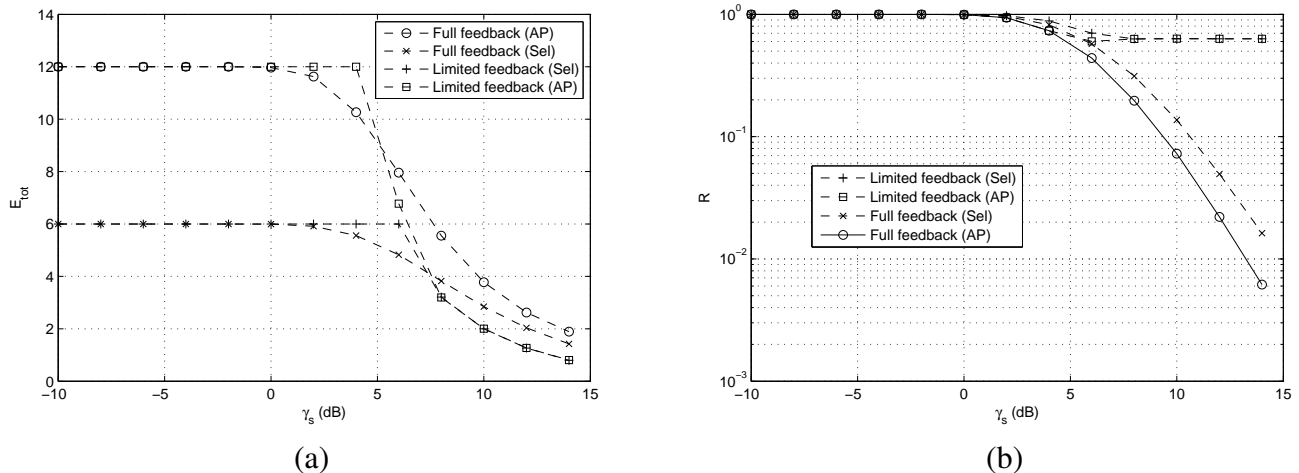 14
12
10
8
6
4
2
0
E_tot
−10
−5
0
5
10
15
γ_s (dB)
Full feedback (AP)
Full feedback (Sel)
Limited feedback (Sel)
Limited feedback (AP)
(a)
10^0
10^−1
10^−2
10^−3
R
−10
−5
0
5
10
15
γ_s (dB)
Limited feedback (Sel)
Limited feedback (AP)
Full feedback (Sel)
Full feedback (AP)
(b)